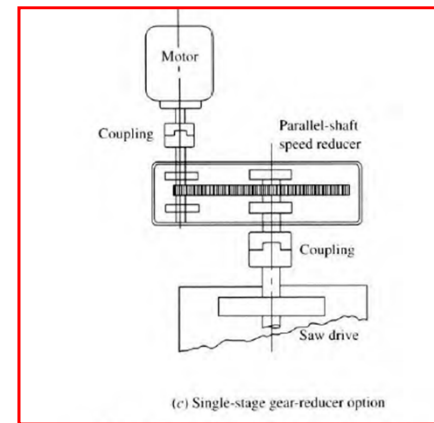 Motor
Coupling
Parallel-shaft
speed reducer
Coupling
Saw drive
(c) Single-stage gear-reducer option